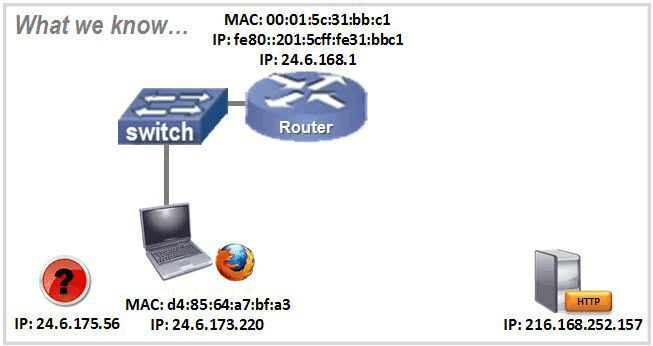 What we know...
MAC: 00:01:5c:31:bb:c1
IP: fe80::201:5cff:fe31:bbc1
IP: 24.6.168.1
switch
Router
?
HTTP
MAC: d4:85:64:a7:bf:a3
IP: 24.6.175.56
IP: 24.6.173.220
IP: 216.168.252.157